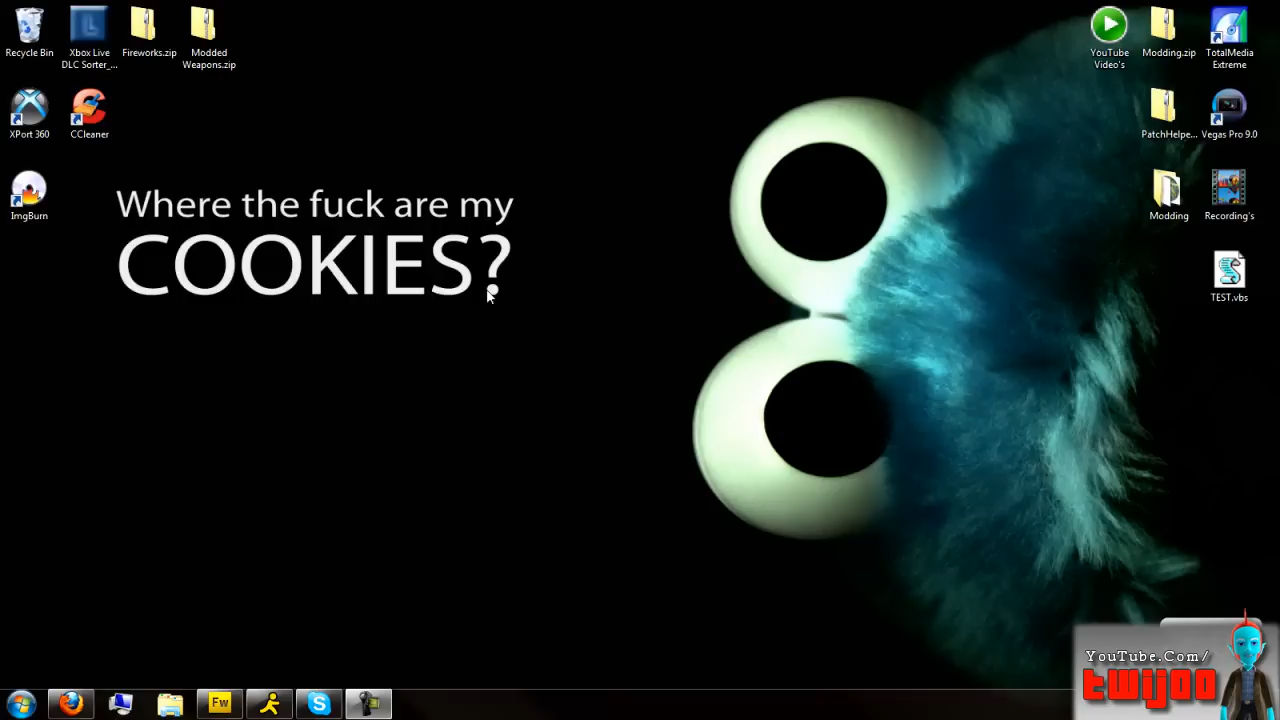 Recycle Bin
Xbox Live
DLC Sorter_...
Fireworks.zip
Modded
Weapons.zip
YouTube
Video's
Modding.zip
TotalMedia
Extreme
XPort 360
CCleaner
PatchHelpe...
Vegas Pro 9.0
ImgBurn
Modding
Recording's
Where the fuck are my
COOKIES?
TEST.vbs
YouTube.Com/
twijoo
Fw